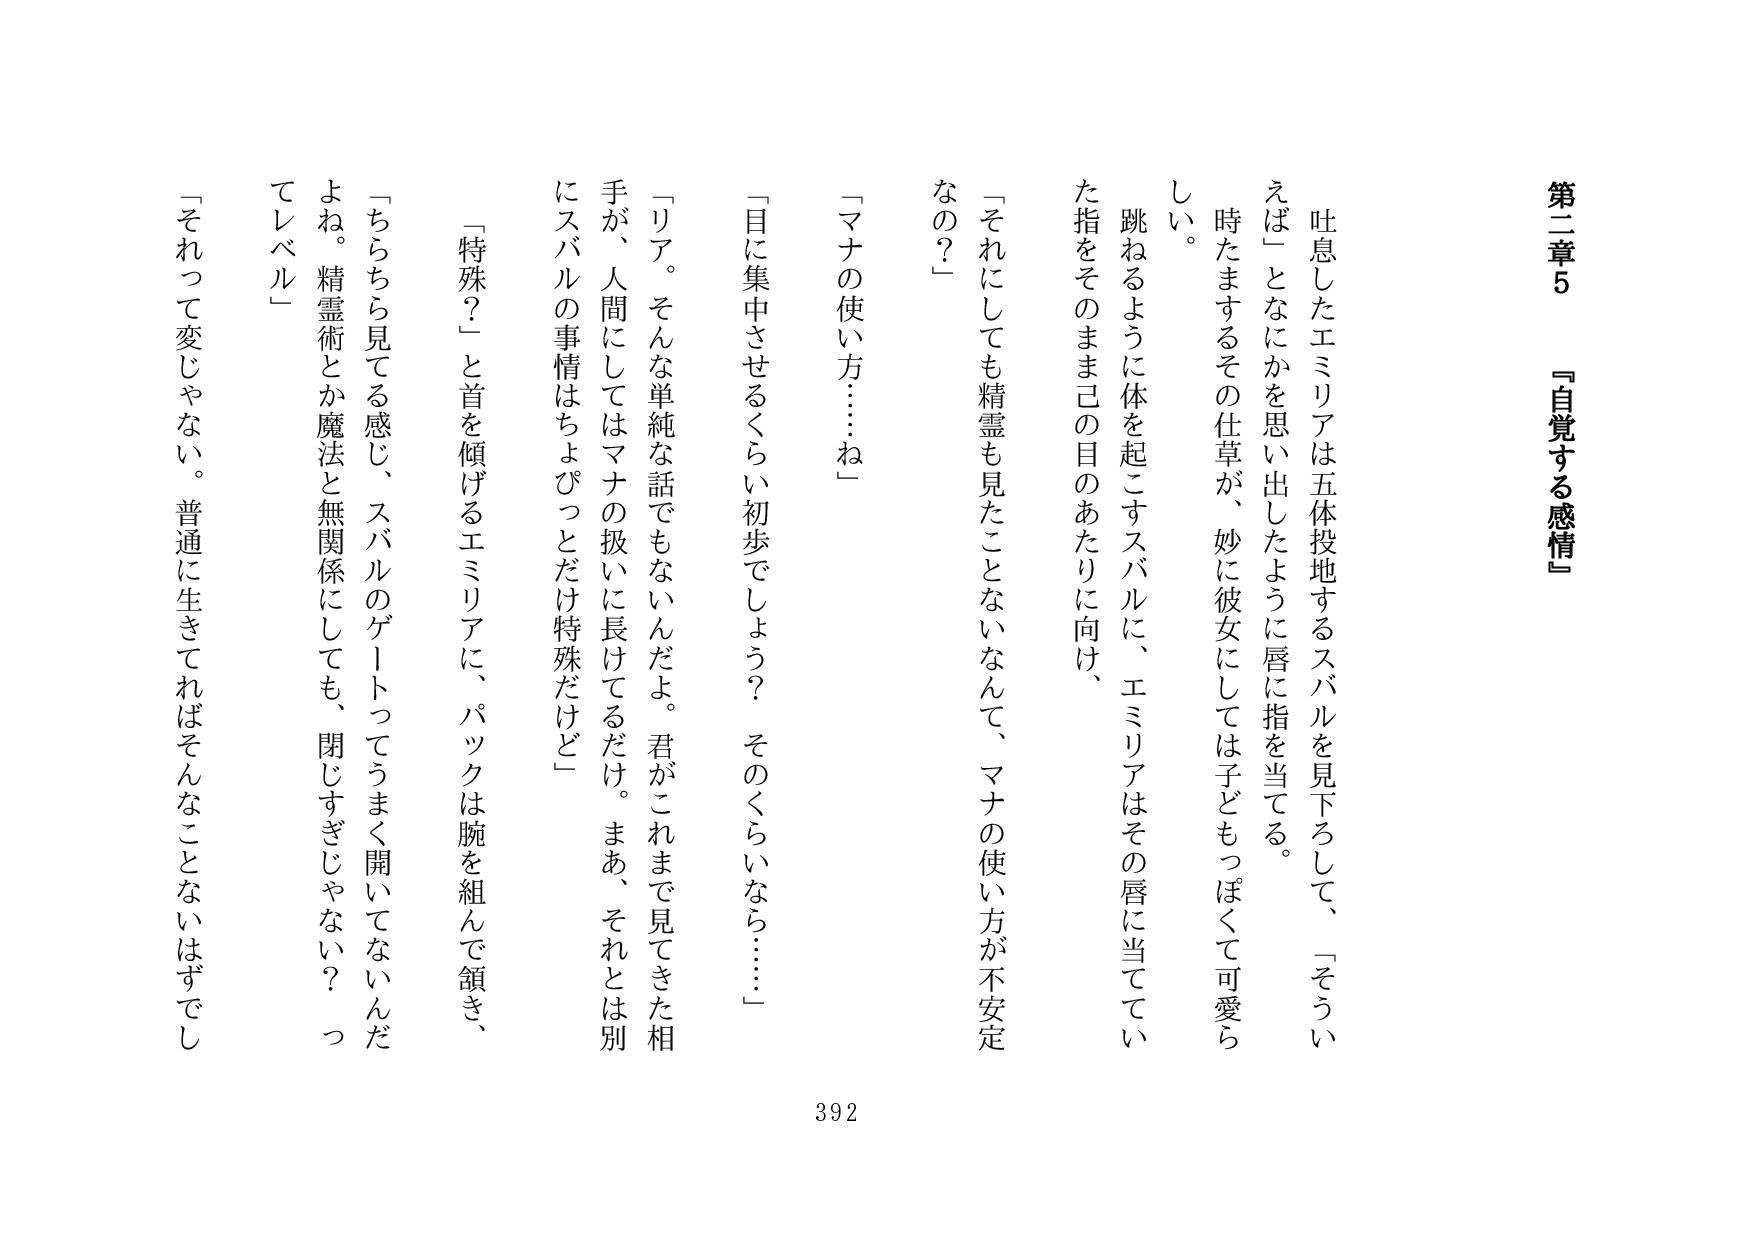 第二章5　　『自覚する感情』
吐息したエミリアは五体投地するスバルを見下ろして、「そうい
えば」となにかを思い出したように唇に指を当てる。
時たまするその仕草が、妙に彼女にしては子どもっぽくて可愛ら
しい。
跳ねるように体を起こすスバルに、エミリアはその唇に当ててい
た指をそのまま己の目のあたりに向け、
「それにしても精霊も見たことないなんて、マナの使い方が不安定
なの？」
「マナの使い方……ね」
「目に集中させるくらい初歩でしょう？　そのくらいなら……」
「リア。そんな単純な話でもないんだよ。君がこれまで見てきた相
手が、人間にしてはマナの扱いに長けてるだけ。まあ、それとは別
にスバルの事情はちょぴっとだけ特殊だけど」
「特殊？」と首を傾げるエミリアに、パックは腕を組んで頷き、
「ちらちら見てる感じ、スバルのゲートってうまく開いてないんだ
よね。精霊術とか魔法と無関係にしても、閉じすぎじゃない？　っ
てレベル」
「それって変じゃない。普通に生きてればそんなことないはずでし
392